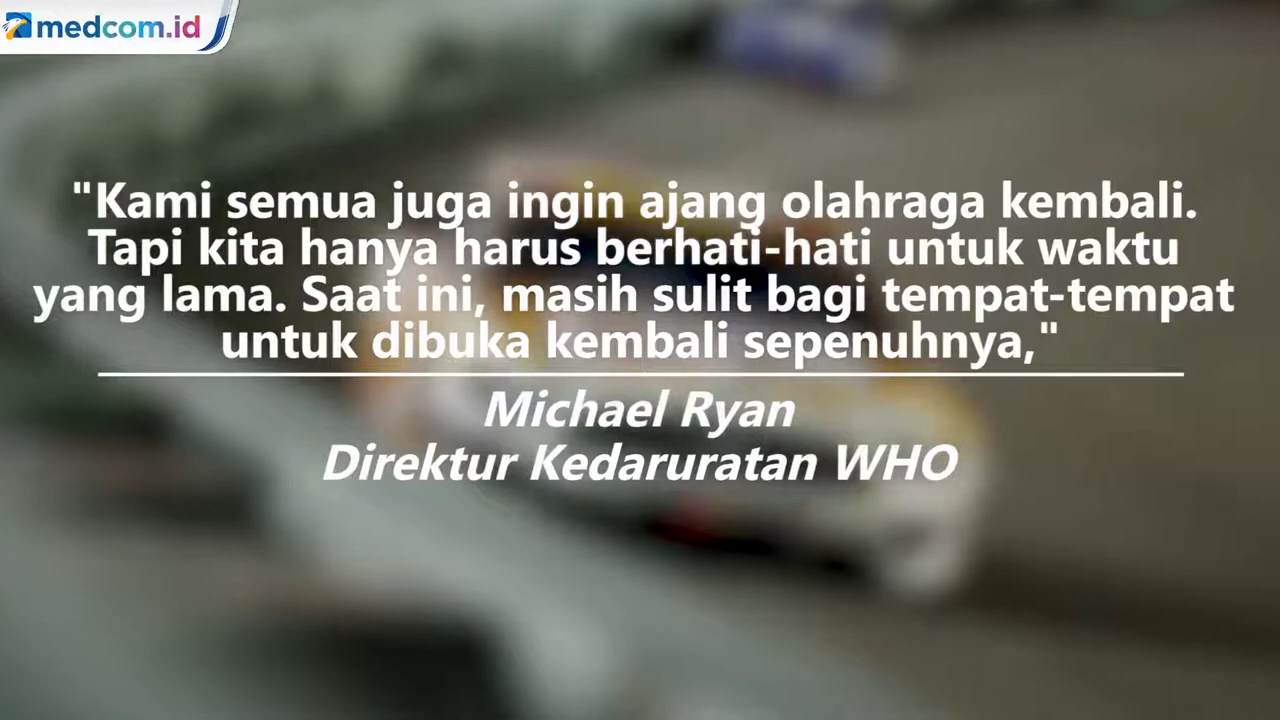 medcom.id
"Kami semua juga ingin ajang olahraga kembali.
Tapi kita hanya harus berhati-hati untuk waktu
yang lama. Saat ini, masih sulit bagi tempat-tempat
untuk dibuka kembali sepenuhnya,"
Michael Ryan
Direktur Kedaruratan WHO